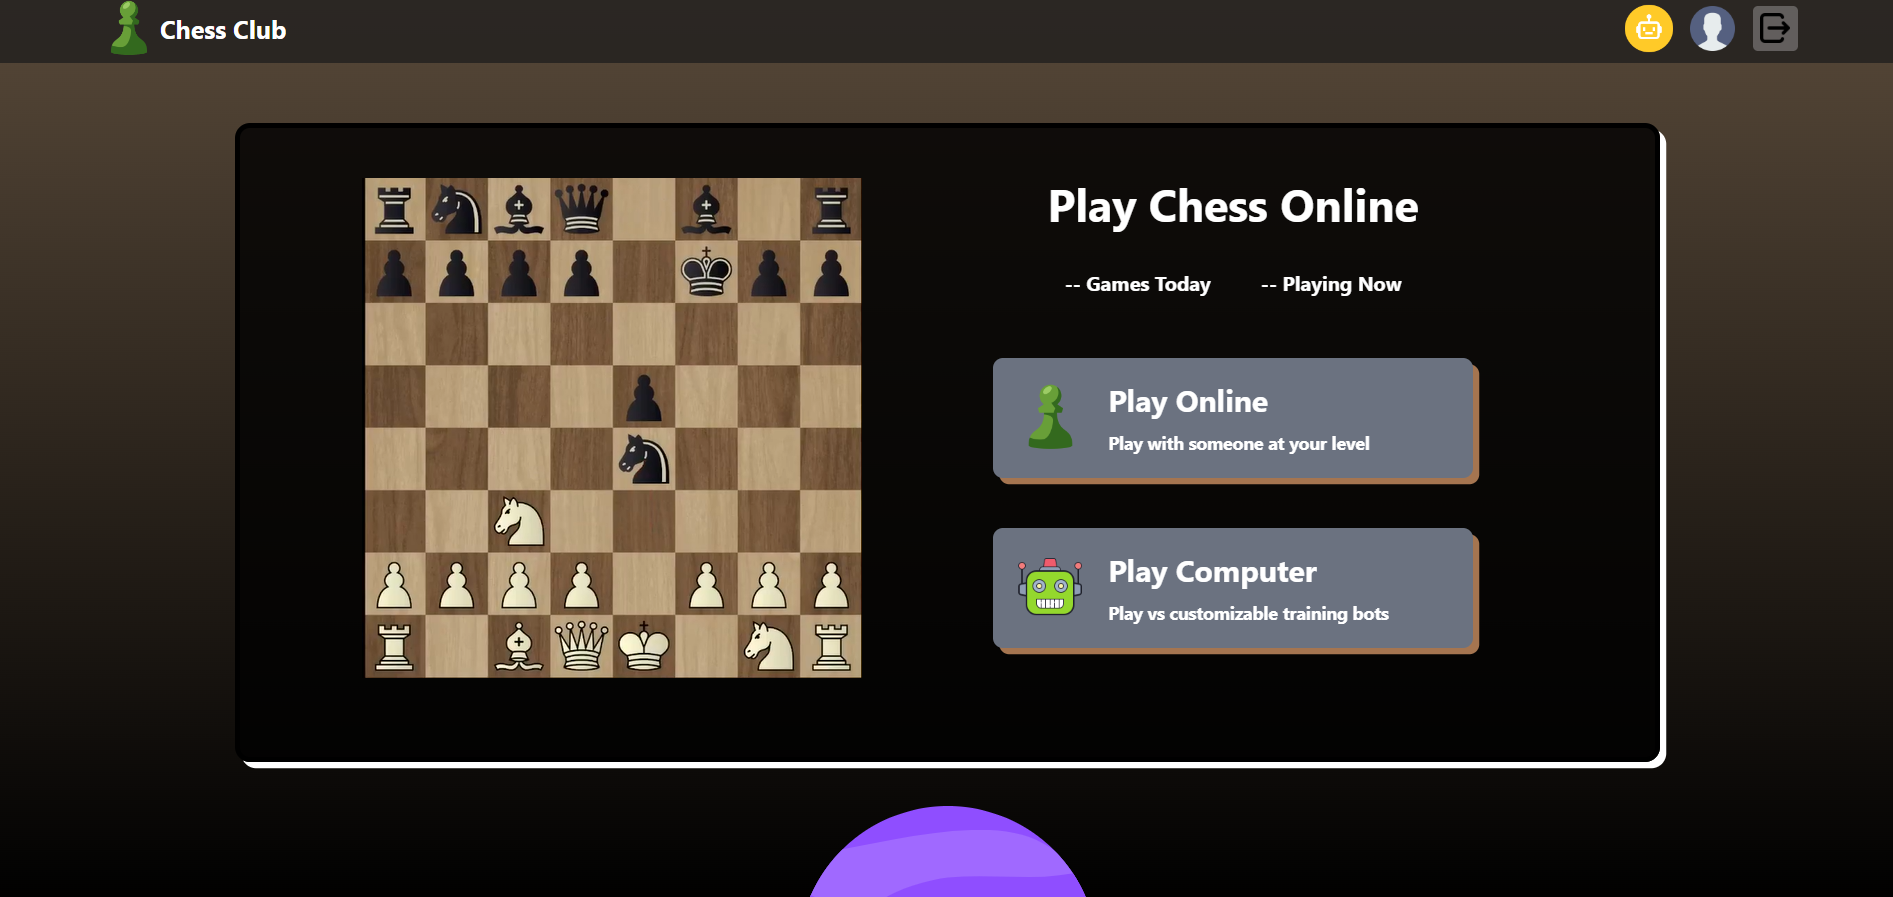 Chess Club
Play Chess Online
-- Games Today
-- Playing Now
Play Online
Play with someone at your level
Play Computer
Play vs customizable training bots